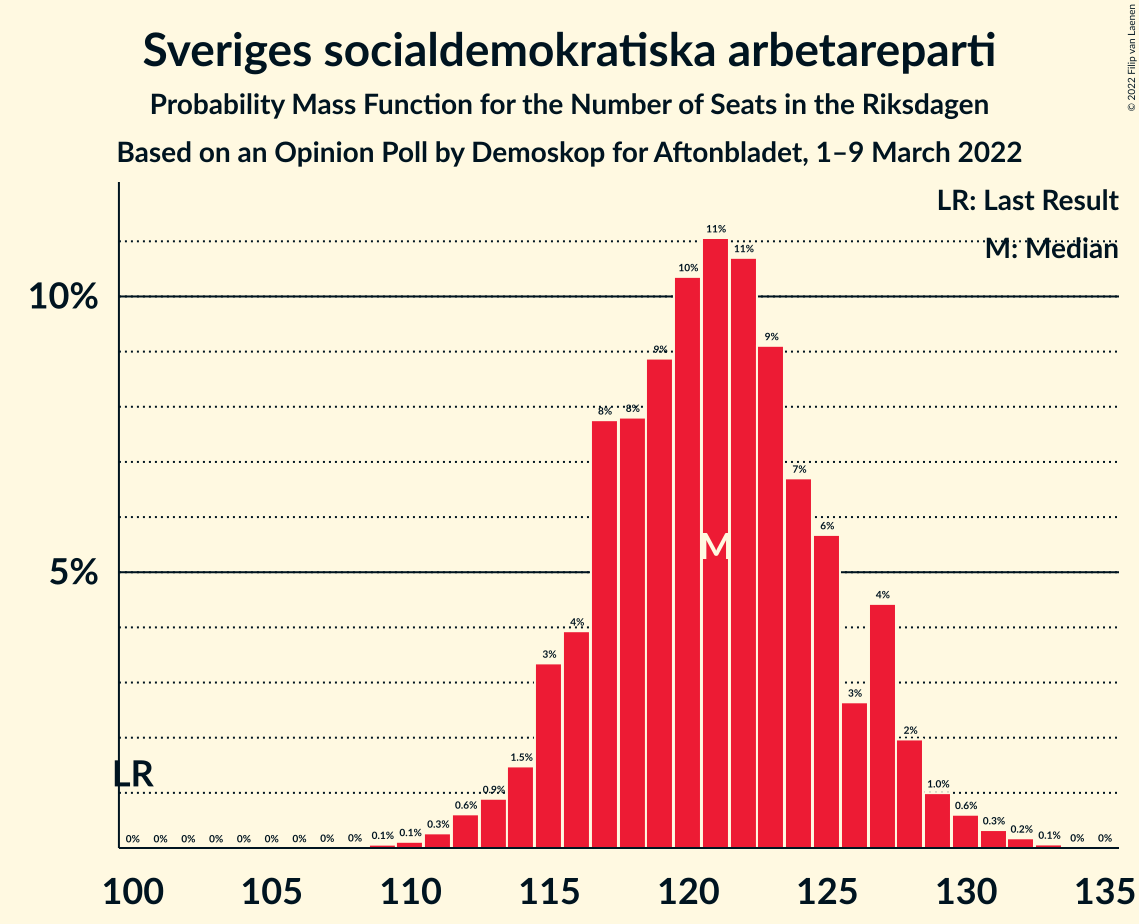 Sveriges socialdemokratiska arbetareparti
Probability Mass Function for the Number of Seats in the Riksdagen
Based on an Opinion Poll by Demoskop for Aftonbladet, 1–9 March 2022
© 2022 Filip van Laenen
LR: Last Result
M: Median
10%
5%
11%
11%
10%
9%
9%
8%
8%
7%
6%
M
4%
4%
3%
3%
2%
1.5%
LR
0.9%
1.0%
0.6%
0.6%
0% 0% 0% 0% 0% 0% 0% 0% 0% 0.1% 0.1% 0.3% 0.3% 0.2% 0.1% 0% 0%
100 105 110 115 120 125 130 135